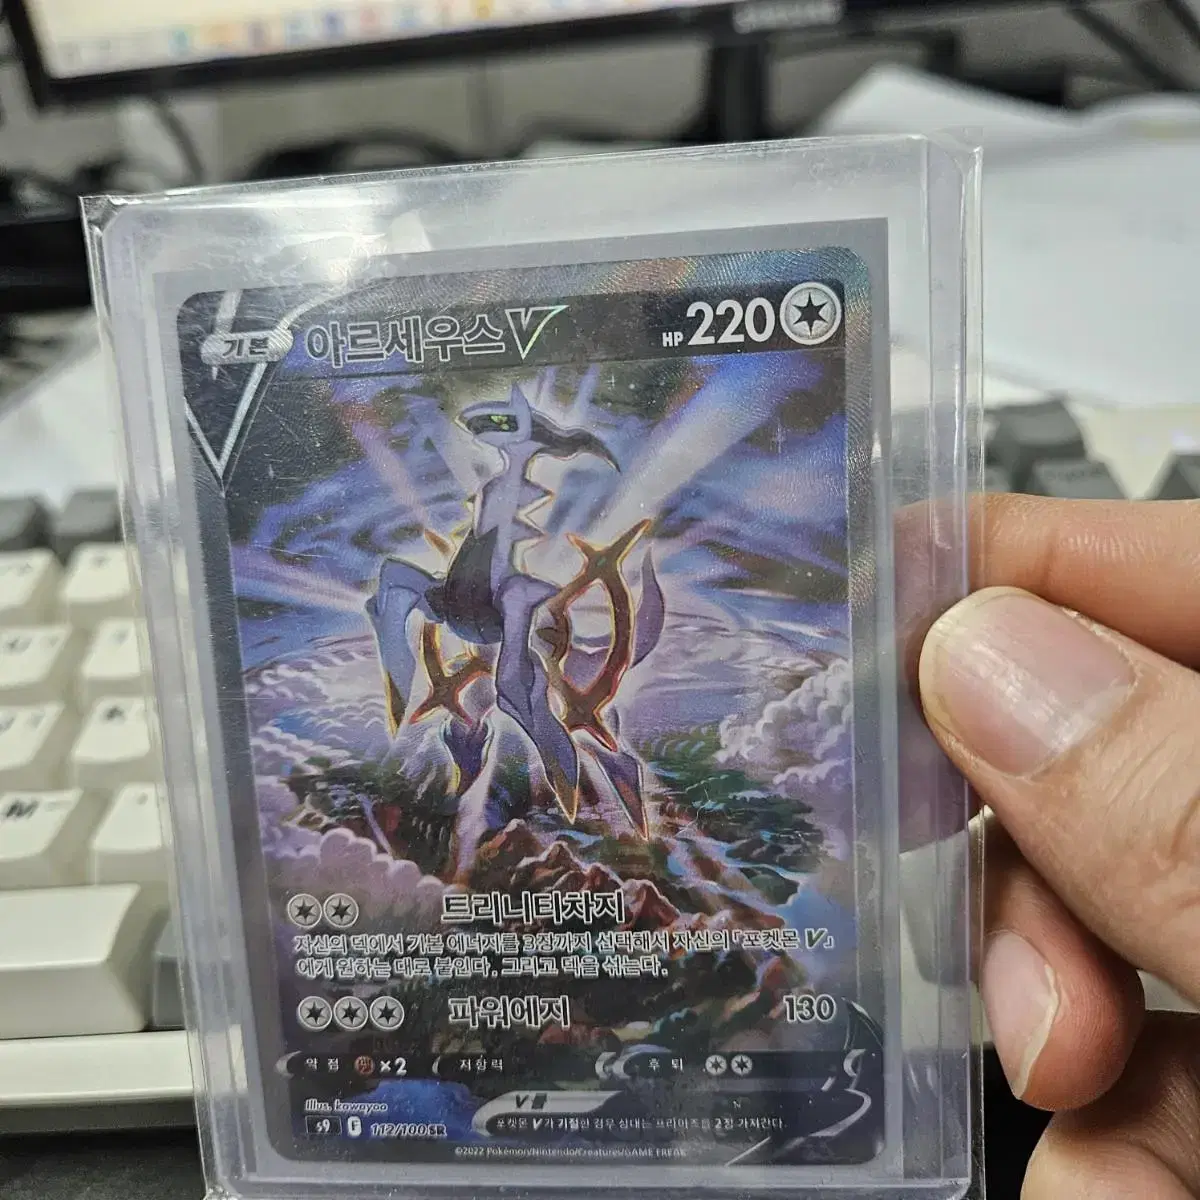 기본 아르세우스V HP 220
트리니티차지
자신의 덱에서 기본 에너지를 3장까지 선택해서 자신의 「포켓몬 V」
에게 원하는 대로 붙인다. 그리고 덱을 섞는다.
파워에지 130
약점 ×2 저항력 후퇴
Illus. kawayoo
V룰
s9 F 112/100 SR
포켓몬 V가 기절한 경우 상대는 프라이즈를 2장 가져간다.
©2022 Pokémon/Nintendo/Creatures/GAME FREAK
M